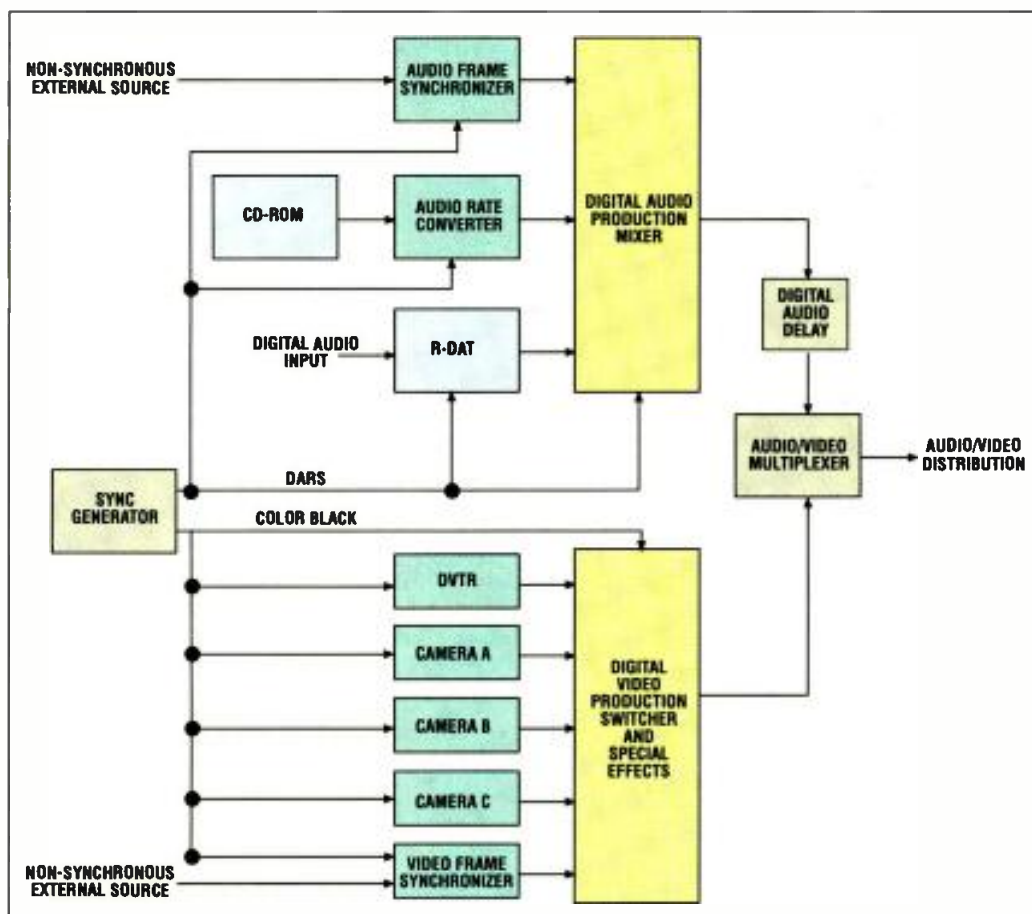 NON-SYNCHRONOUS
EXTERNAL SOURCE
AUDIO FRAME
SYNCHRONIZER
CD-ROM
AUDIO RATE
CONVERTER
DIGITAL AUDIO
PRODUCTION
MIXER
DIGITAL AUDIO
INPUT
R-DAT
DIGITAL
AUDIO
DELAY
AUDIO/VIDEO
MULTIPLEXER
AUDIO/VIDEO
DISTRIBUTION
SYNC
GENERATOR
DARS
COLOR BLACK
DVTR
CAMERA A
CAMERA B
CAMERA C
VIDEO FRAME
SYNCHRONIZER
NON-SYNCHRONOUS
EXTERNAL SOURCE
DIGITAL
VIDEO
PRODUCTION
SWITCHER
AND
SPECIAL
EFFECTS